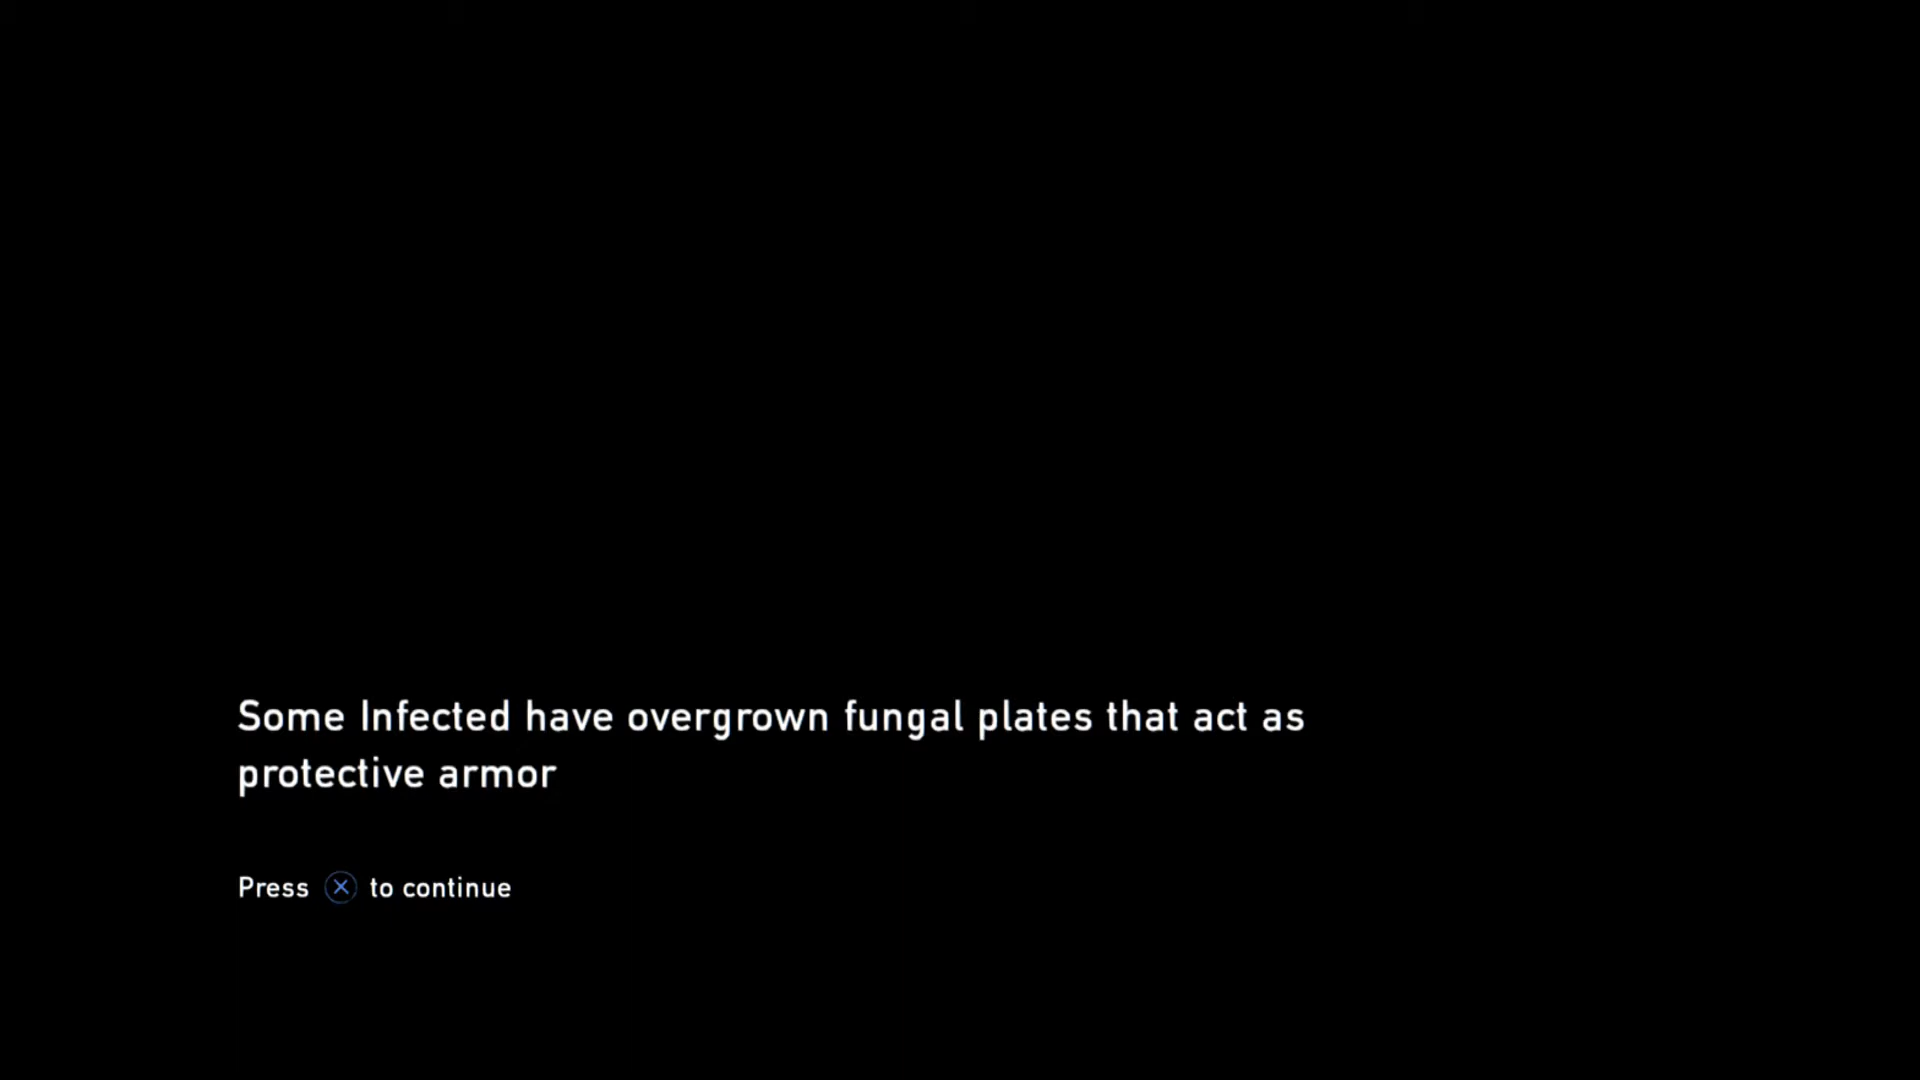 Some Infected have overgrown fungal plates that act as
protective armor
Press ⓧ to continue